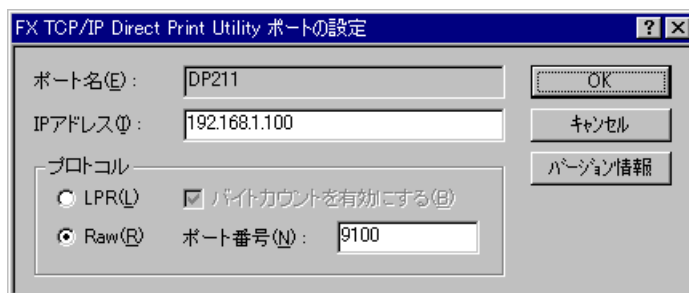 FX TCP/IP Direct Print Utility ポートの設定
ポート名(E): DP211 OK
IPアドレス(I): 192.168.1.100 キャンセル
プロトコル バージョン情報
LPR(L) バイトカウントを有効にする(B)
Raw(R) ポート番号(N): 9100